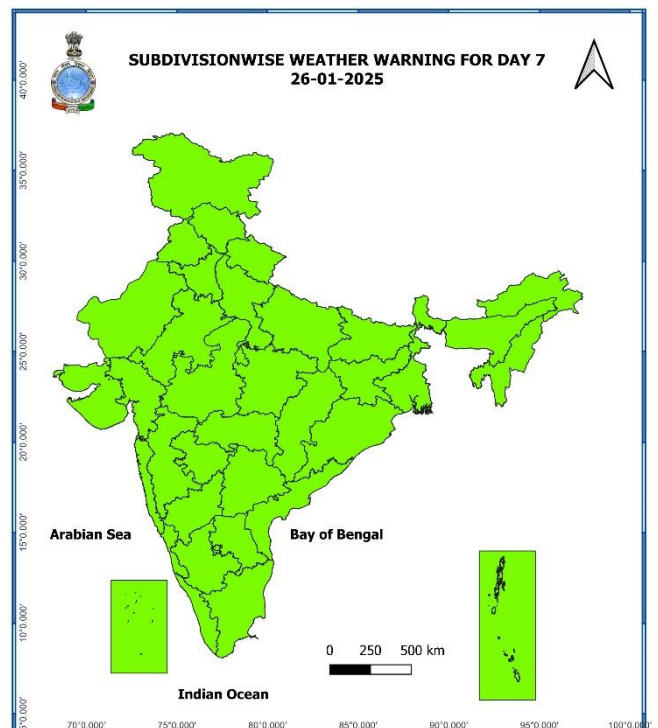 SUBDIVISIONWISE WEATHER WARNING FOR DAY 7
26-01-2025
40°0.000'
35°0.000'
30°0.000'
25°0.000'
20°0.000'
15°0.000'
10°0.000'
5°0.000'
Arabian Sea
Bay of Bengal
0 250 500 km
Indian Ocean
70°0.000' 75°0.000' 80°0.000' 85°0.000' 90°0.000' 95°0.000' 100°0.000'